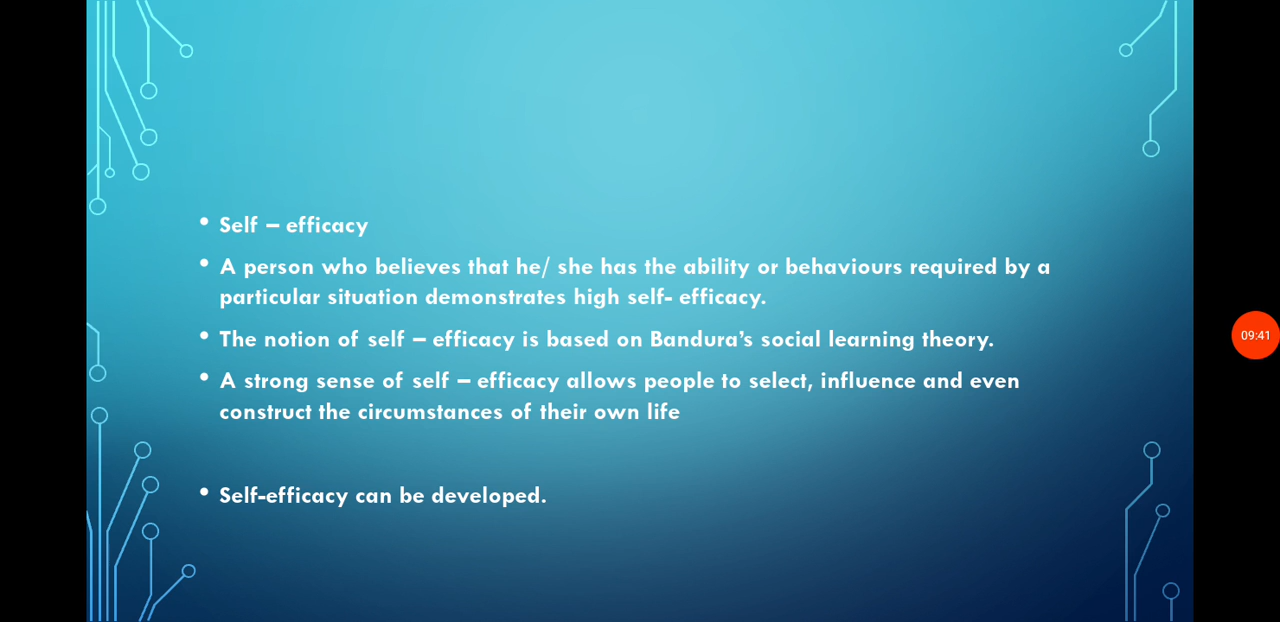 • Self – efficacy
• A person who believes that he/ she has the ability or behaviours required by a
particular situation demonstrates high self- efficacy.
• The notion of self – efficacy is based on Bandura’s social learning theory.
• A strong sense of self – efficacy allows people to select, influence and even
construct the circumstances of their own life
• Self-efficacy can be developed.
09:41